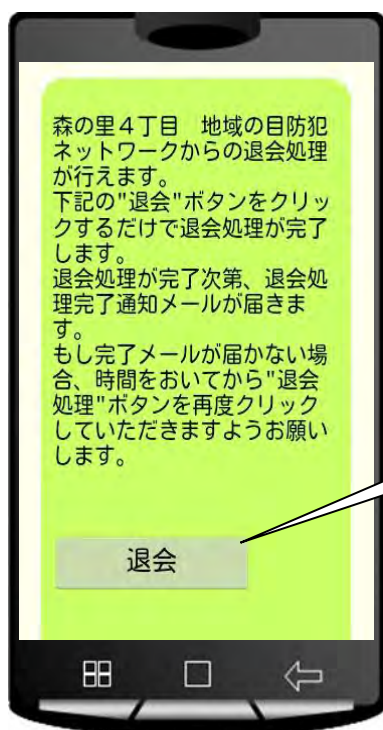 森の里４丁目　地域の目防犯
ネットワークからの退会処理
が行えます。
下記の"退会"ボタンをクリッ
クするだけで退会処理が完了
します。
退会処理が完了次第、退会処
理完了通知メールが届きま
す。
もし完了メールが届かない場
合、時間をおいてから"退会
処理"ボタンを再度クリック
していただきますようお願い
します。
退会